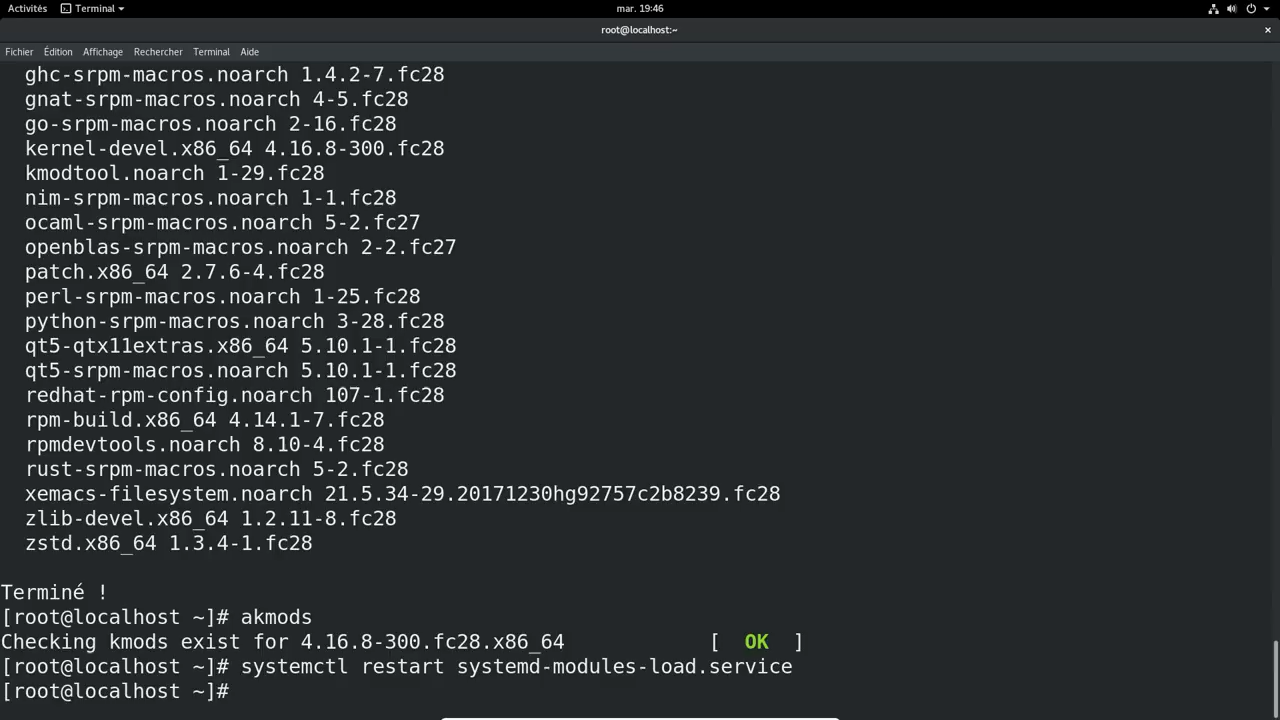 Activités Terminal mar. 19:46
root@localhost:~ ×
Fichier Édition Affichage Rechercher Terminal Aide
ghc-srpm-macros.noarch 1.4.2-7.fc28
gnat-srpm-macros.noarch 4-5.fc28
go-srpm-macros.noarch 2-16.fc28
kernel-devel.x86_64 4.16.8-300.fc28
kmodtool.noarch 1-29.fc28
nim-srpm-macros.noarch 1-1.fc28
ocaml-srpm-macros.noarch 5-2.fc27
openblas-srpm-macros.noarch 2-2.fc27
patch.x86_64 2.7.6-4.fc28
perl-srpm-macros.noarch 1-25.fc28
python-srpm-macros.noarch 3-28.fc28
qt5-qtx11extras.x86_64 5.10.1-1.fc28
qt5-srpm-macros.noarch 5.10.1-1.fc28
redhat-rpm-config.noarch 107-1.fc28
rpm-build.x86_64 4.14.1-7.fc28
rpmdevtools.noarch 8.10-4.fc28
rust-srpm-macros.noarch 5-2.fc28
xemacs-filesystem.noarch 21.5.34-29.20171230hg92757c2b8239.fc28
zlib-devel.x86_64 1.2.11-8.fc28
zstd.x86_64 1.3.4-1.fc28
Terminé !
[root@localhost ~]# akmods
Checking kmods exist for 4.16.8-300.fc28.x86_64 [ OK ]
[root@localhost ~]# systemctl restart systemd-modules-load.service
[root@localhost ~]#